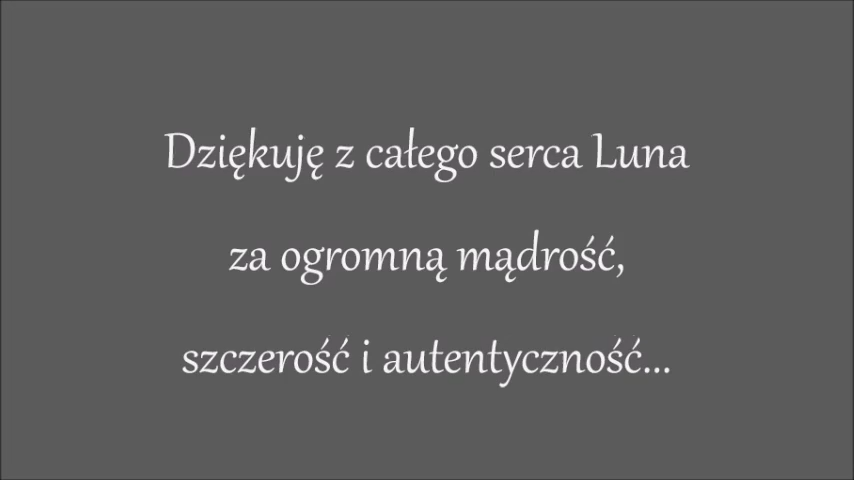 Dziękuję z całego serca Luna
za ogromną mądrość,
szczerość i autentyczność...